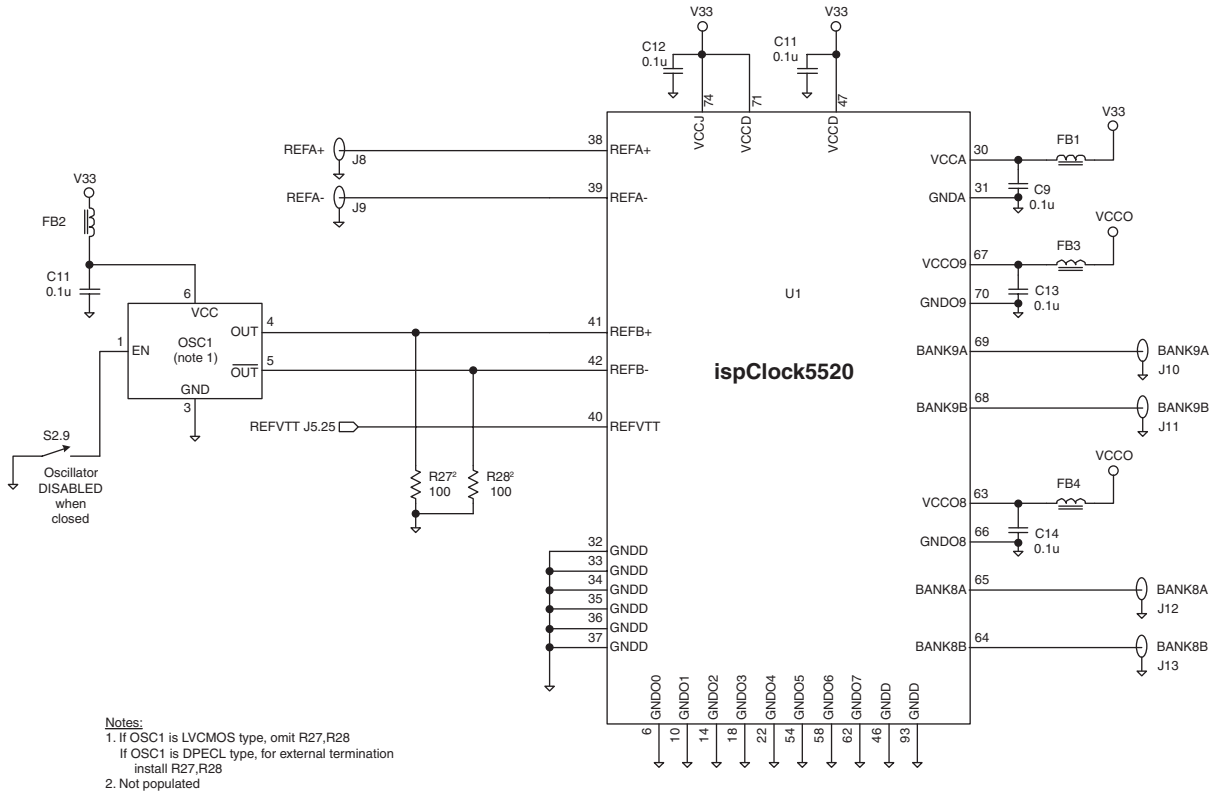 V33
V33
C12
0.1u
C11
0.1u
74
71
47
VCCJ
VCCD
VCCD
REFA+
J8
38
REFA+
REFA-
J9
39
REFA-
V33
FB2
C11
0.1u
6
VCC
OSC1
(note 1)
1
EN
OUT
4
OUT
5
GND
3
41
REFB+
42
REFB-
REFVTT J5.25
40
REFVTT
S2.9
Oscillator
DISABLED
when
closed
R27²
100
R28²
100
32
GNDD
33
GNDD
34
GNDD
35
GNDD
36
GNDD
37
GNDD
U1
ispClock5520
V33
30
FB1
VCCA
31
C9
GNDA
0.1u
VCCO
67
FB3
VCCO9
70
C13
GNDO9
0.1u
69
BANK9A
BANK9A
J10
68
BANK9B
BANK9B
J11
VCCO
63
FB4
VCCO8
66
C14
GNDO8
0.1u
65
BANK8A
BANK8A
J12
64
BANK8B
BANK8B
J13
GNDO0
GNDO1
GNDO2
GNDO3
GNDO4
GNDO5
GNDO6
GNDO7
GNDD
GNDD
6
10
14
18
22
54
58
62
46
93
Notes:
1. If OSC1 is LVCMOS type, omit R27,R28
If OSC1 is DPECL type, for external termination
install R27,R28
2. Not populated